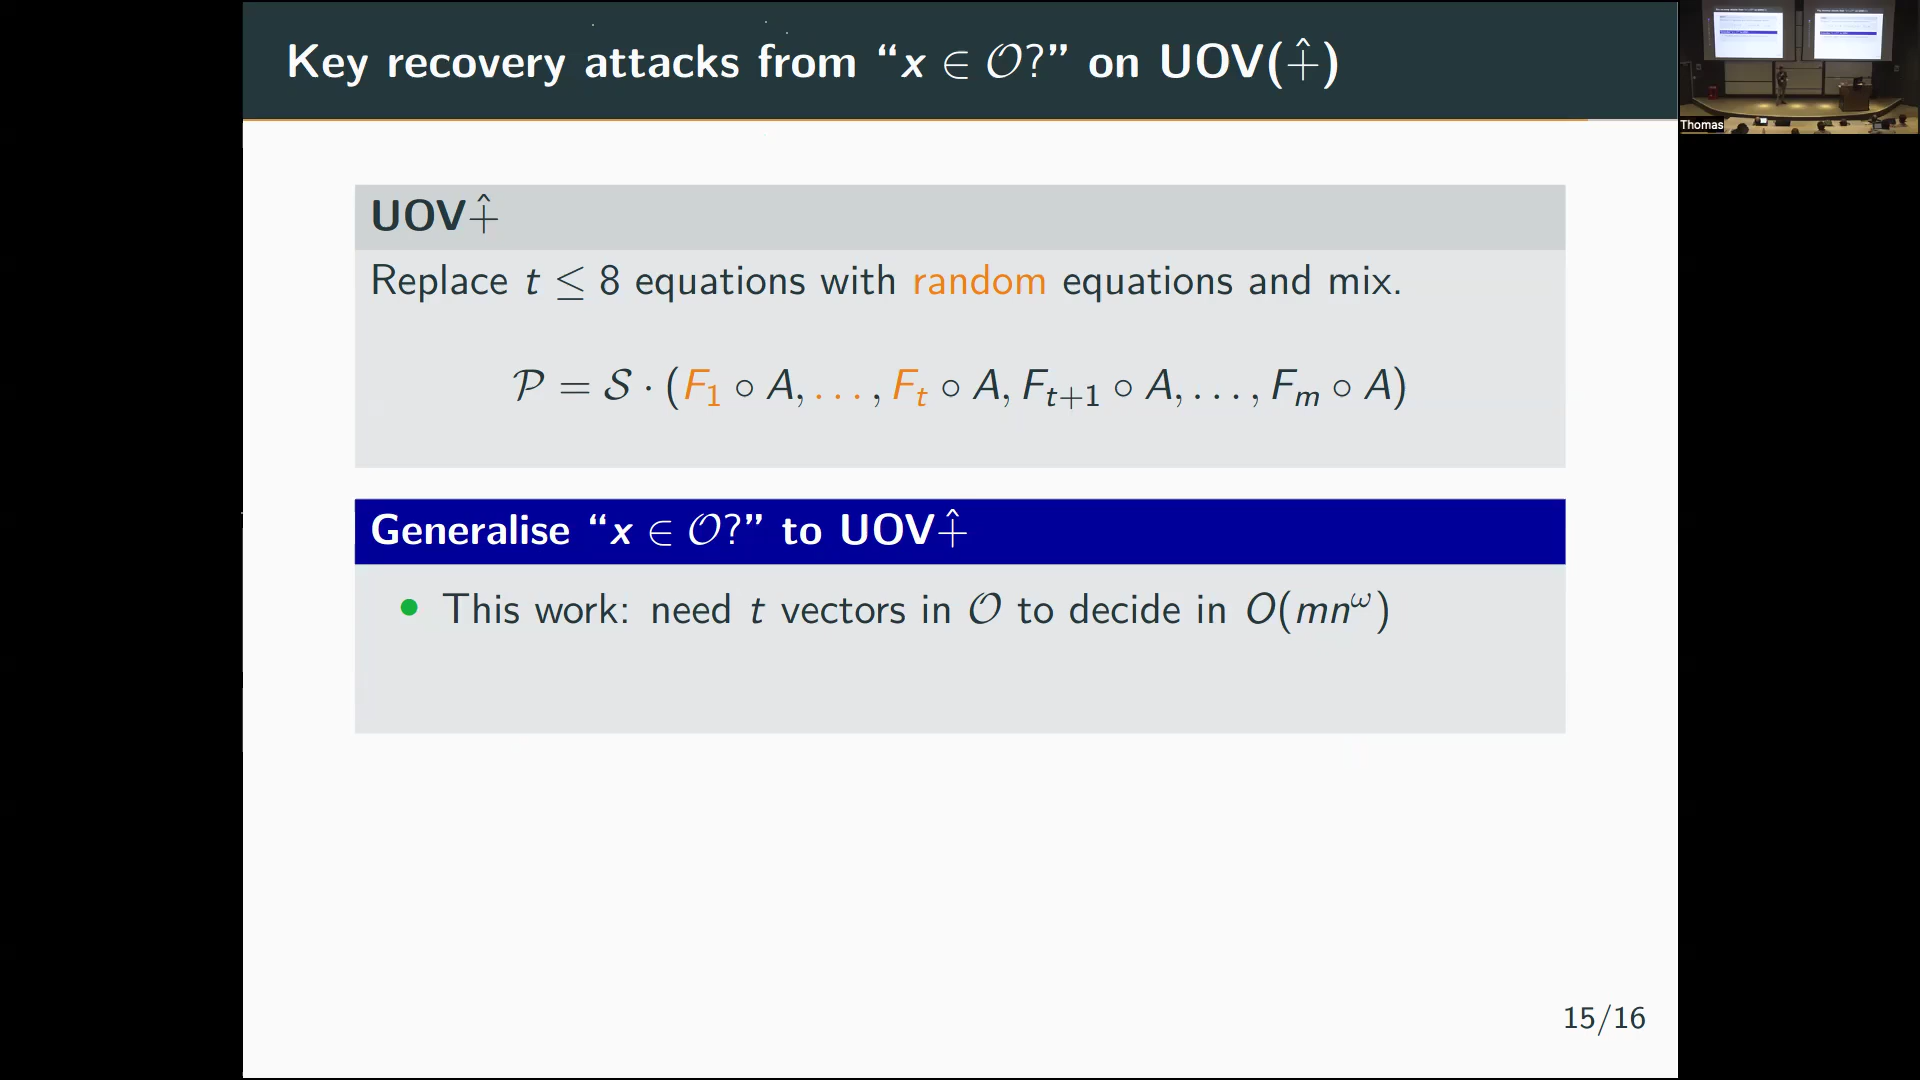 Key recovery attacks from “x ∈ 𝒪?” on UOV(+̂)
Thomas
UOV+̂
Replace t ≤ 8 equations with random equations and mix.
𝒫 = 𝒮 · (F₁ ∘ A, . . . , Fₜ ∘ A, Fₜ₊₁ ∘ A, . . . , Fₘ ∘ A)
Generalise “x ∈ 𝒪?” to UOV+̂
• This work: need t vectors in 𝒪 to decide in O(mn^ω)
15/16